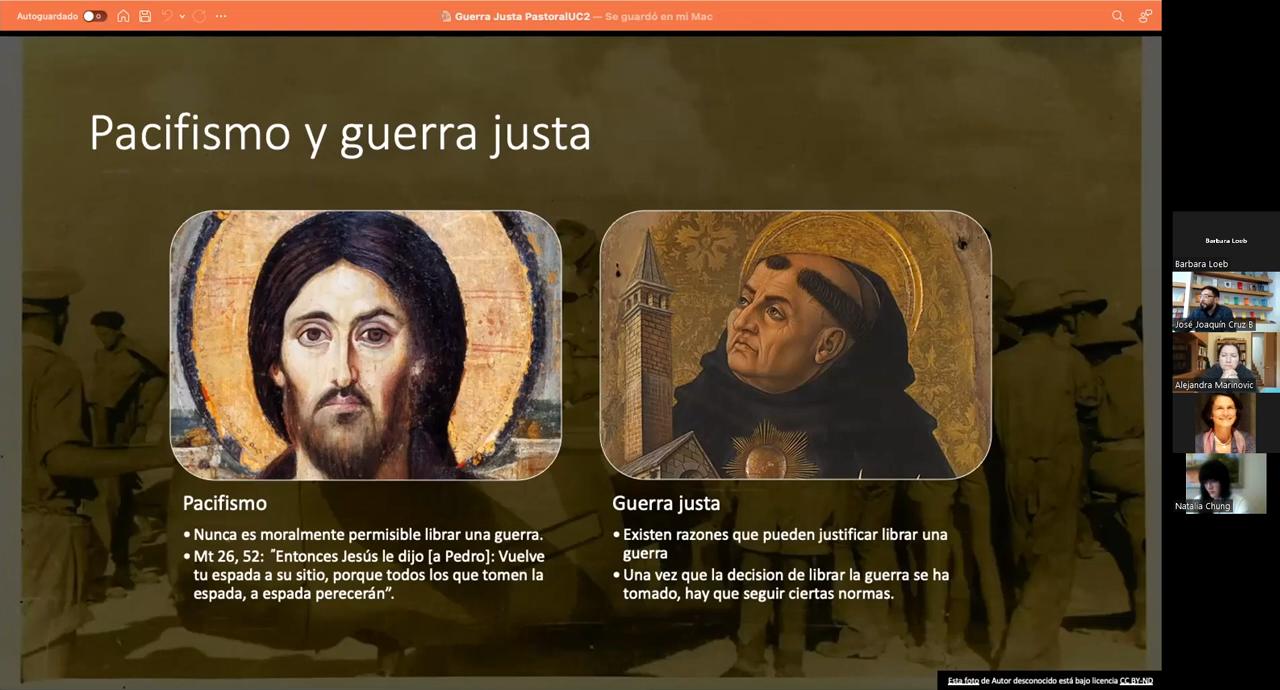 Autoguardado
Guerra Justa PastoralUC2 — Se guardó en mi Mac
Pacifismo y guerra justa
Pacifismo
• Nunca es moralmente permisible librar una guerra.
• Mt 26, 52: "Entonces Jesús le dijo [a Pedro]: Vuelve
tu espada a su sitio, porque todos los que tomen la
espada, a espada perecerán”.
Guerra justa
• Existen razones que pueden justificar librar una
guerra
• Una vez que la decision de librar la guerra se ha
tomado, hay que seguir ciertas normas.
Esta foto de Autor desconocido está bajo licencia CC BY-ND
Barbara Loeb
Barbara Loeb
José Joaquín Cruz B
Alejandra Marinovic
Natalia Chung